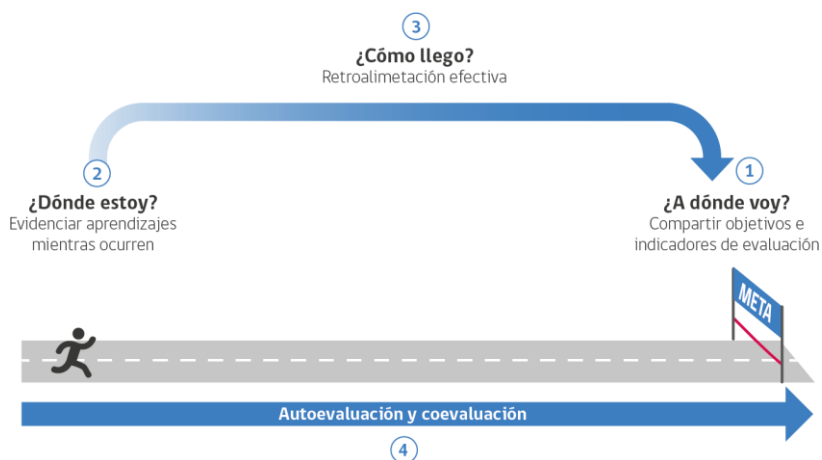 3
¿Cómo llego?
Retroalimetación efectiva
2
¿Dónde estoy?
Evidenciar aprendizajes
mientras ocurren
1
¿A dónde voy?
Compartir objetivos e
indicadores de evaluación
META
Autoevaluación y coevaluación
4